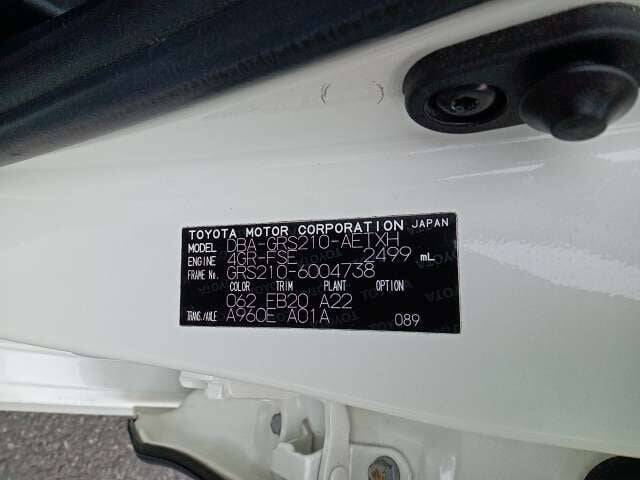 TOYOTA MOTOR CORPORATION JAPAN
MODEL DBA-GRS210-AETXH
ENGINE 4GR-FSE 2499 mL
FRAME No. GRS210-6004738
COLOR TRIM PLANT OPTION
062 EB20 A22
TRANS./AXLE A960E A01A 089